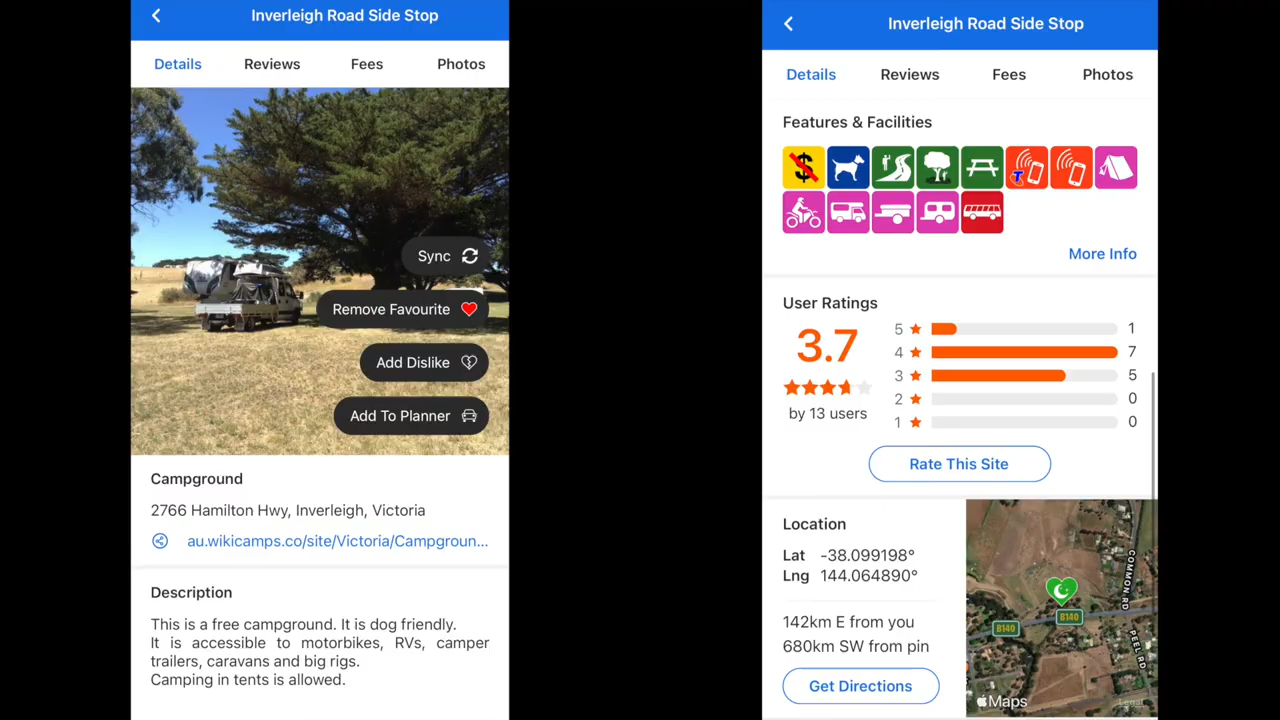 Inverleigh Road Side Stop
Details Reviews Fees Photos
Sync
Remove Favourite
Add Dislike
Add To Planner
Campground
2766 Hamilton Hwy, Inverleigh, Victoria
au.wikicamps.co/site/Victoria/Campgroun...
Description
This is a free campground. It is dog friendly.
It is accessible to motorbikes, RVs, camper
trailers, caravans and big rigs.
Camping in tents is allowed.
Inverleigh Road Side Stop
Details Reviews Fees Photos
Features & Facilities
$
T
More Info
User Ratings
3.7
by 13 users
5 1
4 7
3 5
2 0
1 0
Rate This Site
Location
Lat -38.099198°
Lng 144.064890°
142km E from you
680km SW from pin
Get Directions
COMMON RD
B140
B140
PEEL RD
Maps
Legal